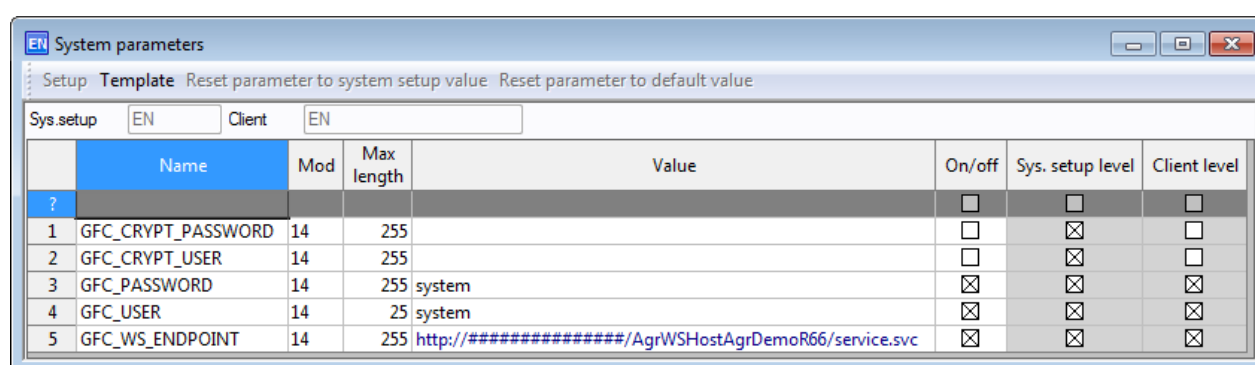 EN System parameters
Setup Template Reset parameter to system setup value Reset parameter to default value
Sys.setup EN Client EN
Name Mod Max length Value On/off Sys. setup level Client level
?
1 GFC_CRYPT_PASSWORD 14 255
2 GFC_CRYPT_USER 14 255
3 GFC_PASSWORD 14 255 system
4 GFC_USER 14 25 system
5 GFC_WS_ENDPOINT 14 255 http://###############/AgrWSHostAgrDemoR66/service.svc